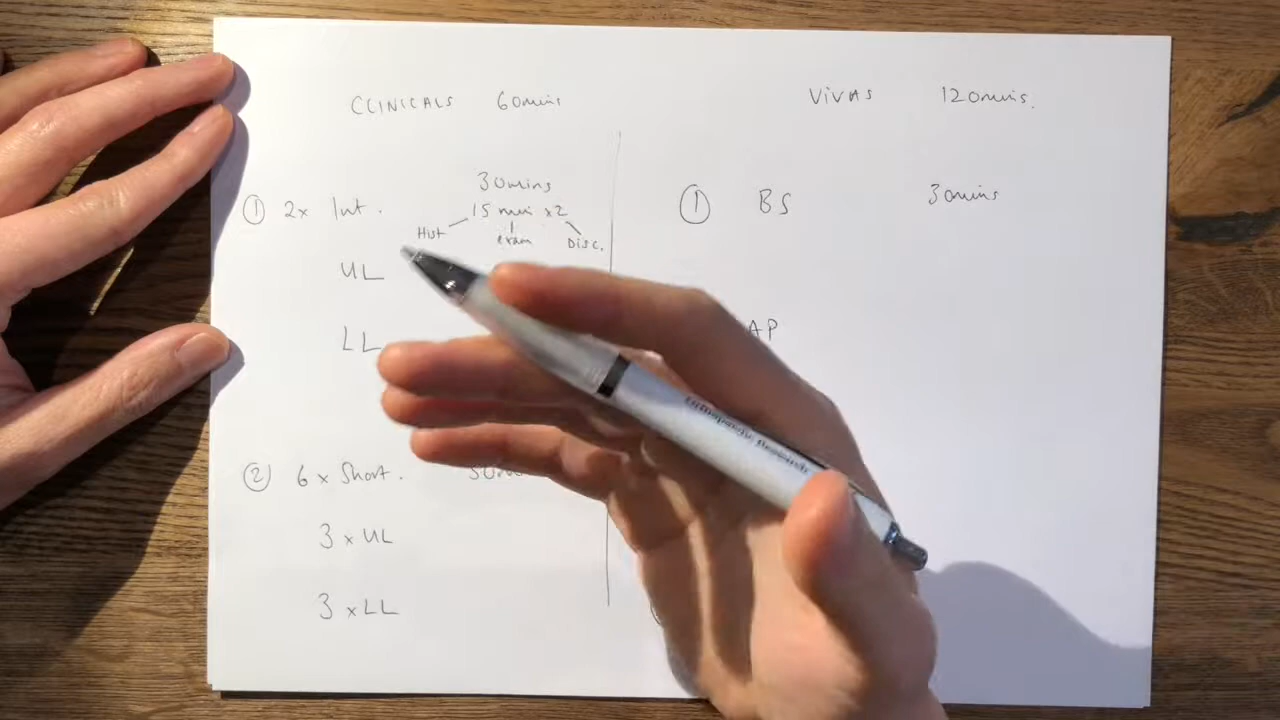 CLINICALS 60mins
VIVAS 120mins.
30mins
① 2x Int. 15 min x2
Hist exam Disc.
UL
LL
② 6 x Short.
3 x UL
3 x LL
① BS 30mins
AP